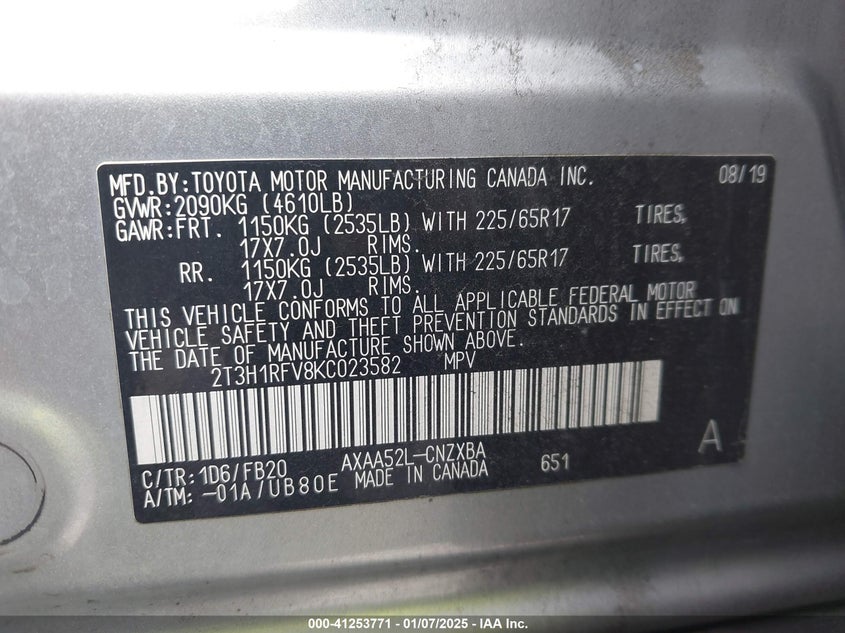 MFD.BY:TOYOTA MOTOR MANUFACTURING CANADA INC. 08/19
GVWR:2090KG (4610LB)
GAWR:FRT. 1150KG (2535LB) WITH 225/65R17 TIRES,
17X7.0J RIMS.
RR. 1150KG (2535LB) WITH 225/65R17 TIRES,
17X7.0J RIMS.
THIS VEHICLE CONFORMS TO ALL APPLICABLE FEDERAL MOTOR
VEHICLE SAFETY AND THEFT PREVENTION STANDARDS IN EFFECT ON
THE DATE OF MANUFACTURE SHOWN ABOVE.
2T3H1RFV8KC023582 MPV
A
C/TR:1D6/FB20 AXAA52L-CNZXBA 651
A/TM:-01A/UB80E MADE IN CANADA
000-41253771 - 01/07/2025 - IAA Inc.